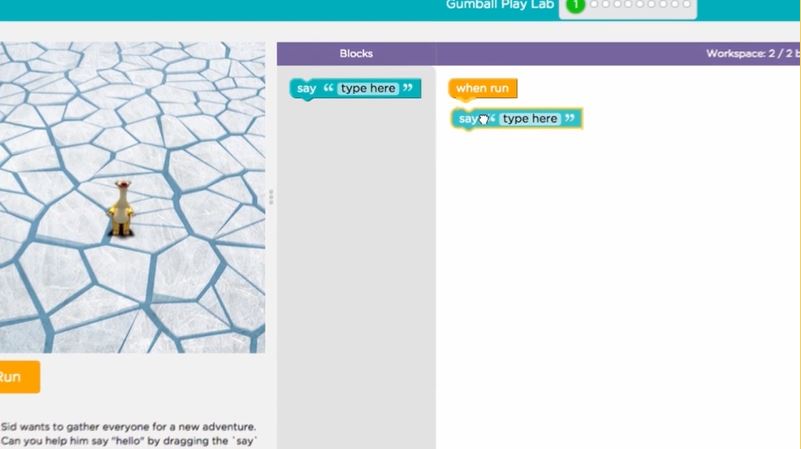 Gumball Play Lab 1
Blocks
Workspace: 2 / 2
say “ type here ”
when run
say “ type here ”
Run
Sid wants to gather everyone for a new adventure.
Can you help him say "hello" by dragging the `say`